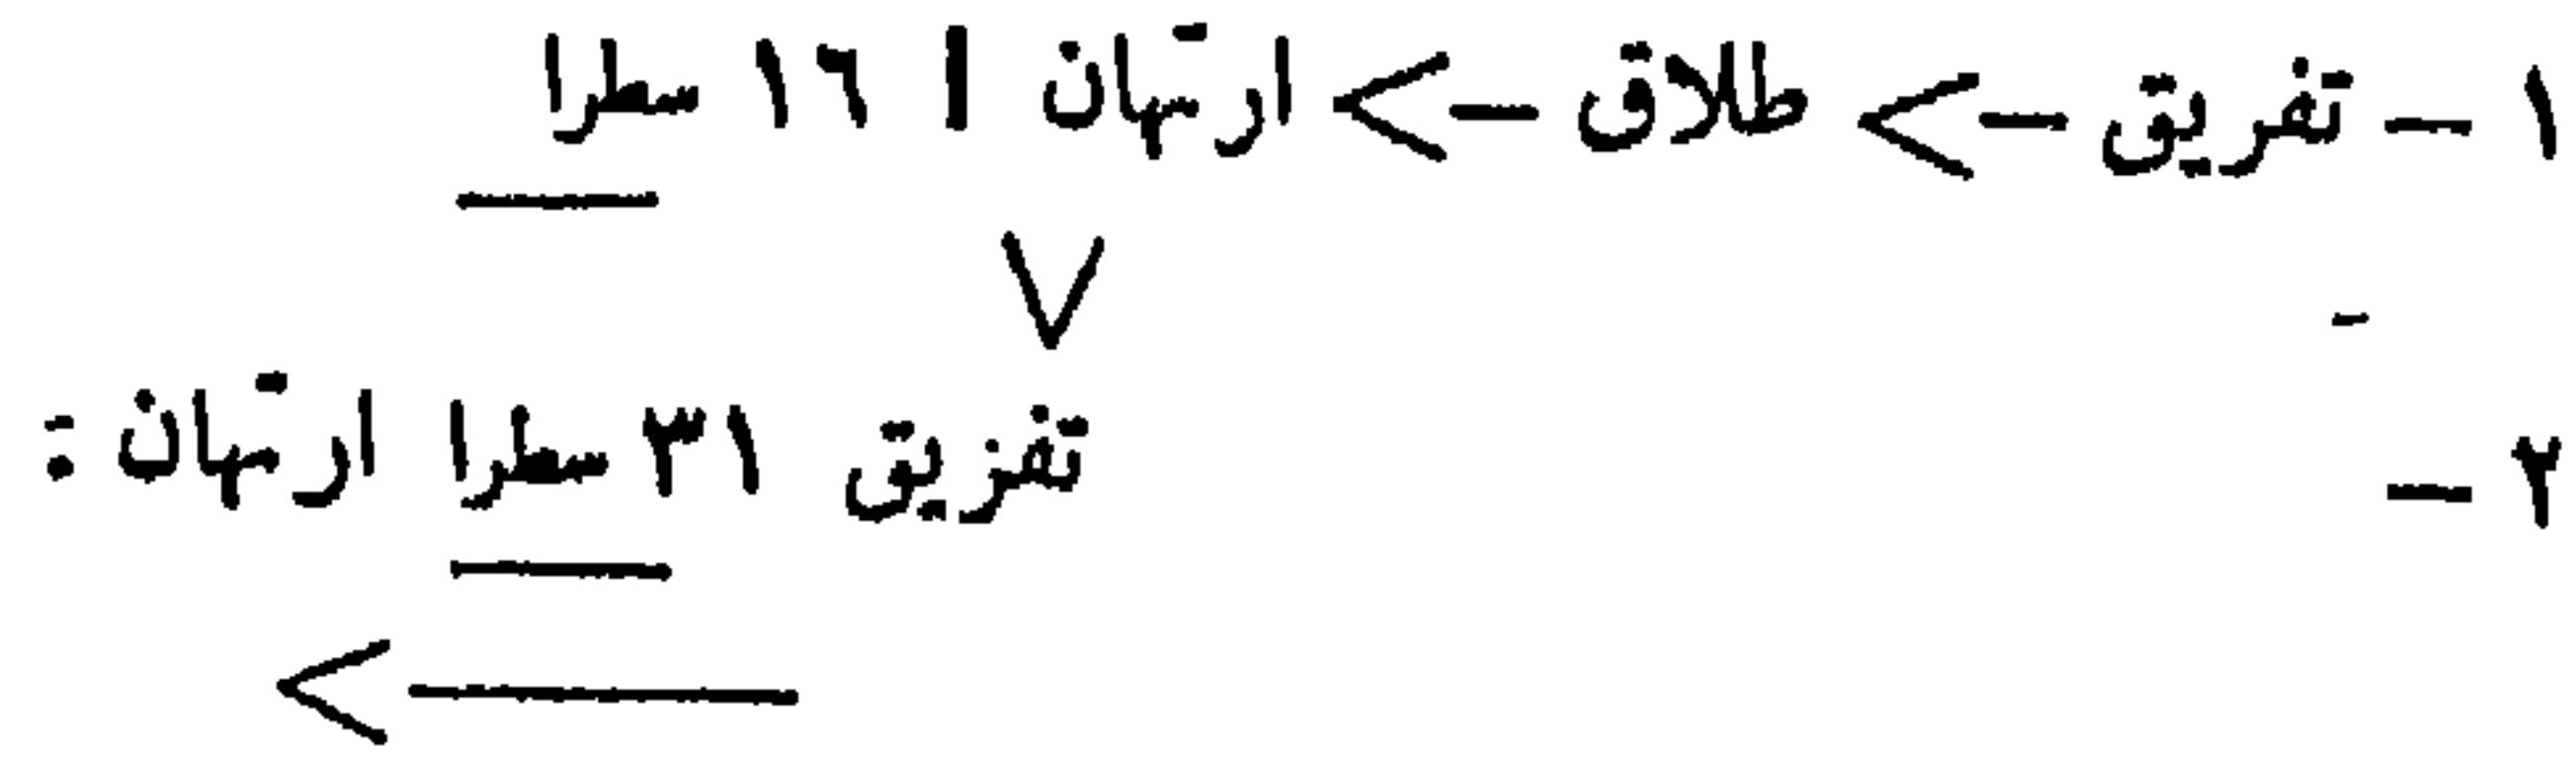 ١ – تفريق –> طلاق –> ارتهان | ١٦ سطرا
٢ – تفزيق ٣١ سطرا ارتهان :